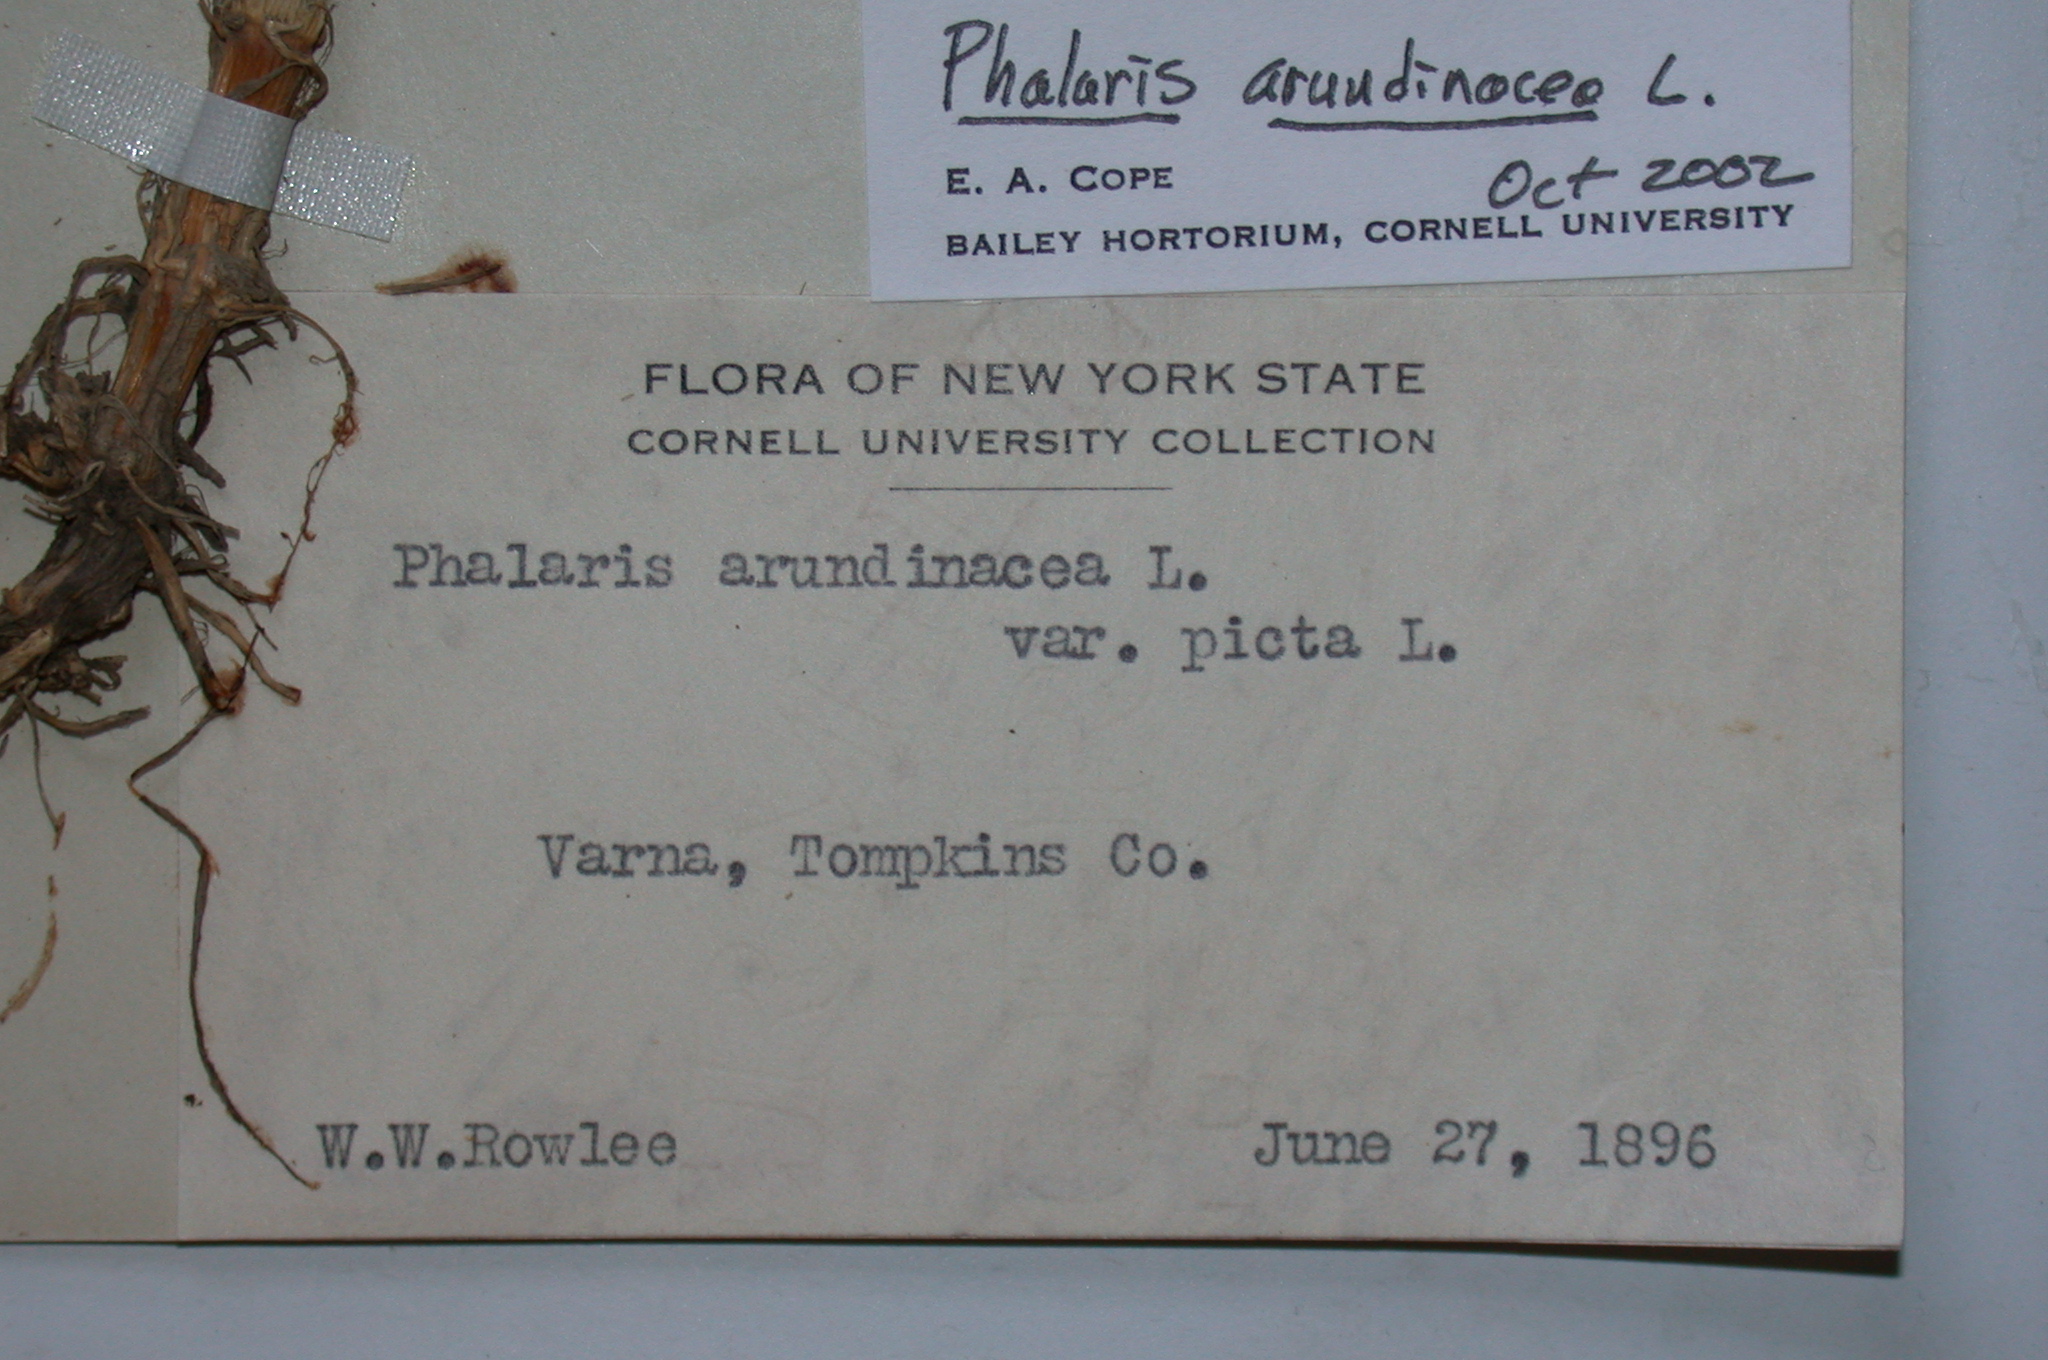 Phalaris arundinacea L.
E. A. COPE Oct 2002
BAILEY HORTORIUM, CORNELL UNIVERSITY
FLORA OF NEW YORK STATE
CORNELL UNIVERSITY COLLECTION
Phalaris arundinacea L.
var. picta L.
Varna, Tompkins Co.
W.W.Rowlee June 27, 1896